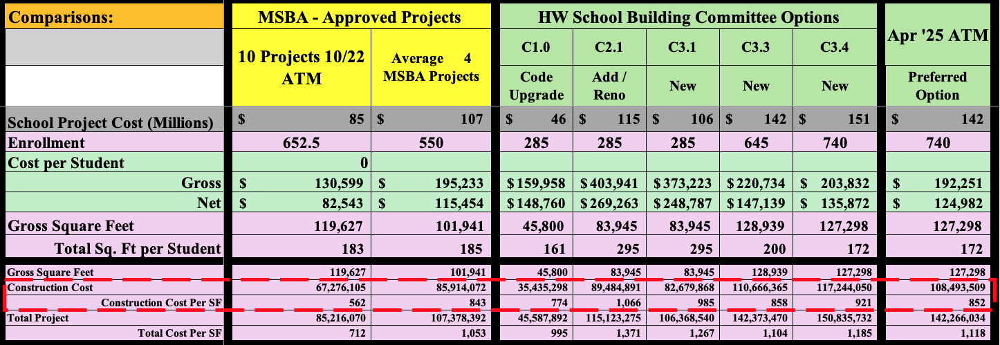 Comparisons: MSBA - Approved Projects HW School Building Committee Options Apr '25 ATM
10 Projects 10/22 ATM Average 4 MSBA Projects C1.0 C2.1 C3.1 C3.3 C3.4
Code Upgrade Add / Reno New New New Preferred Option
School Project Cost (Millions) $ 85 $ 107 $ 46 $ 115 $ 106 $ 142 $ 151 $ 142
Enrollment 652.5 550 285 285 285 645 740 740
Cost per Student 0
Gross $ 130,599 $ 195,233 $ 159,958 $ 403,941 $ 373,223 $ 220,734 $ 203,832 $ 192,251
Net $ 82,543 $ 115,454 $ 148,760 $ 269,263 $ 248,787 $ 147,139 $ 135,872 $ 124,982
Gross Square Feet 119,627 101,941 45,800 83,945 83,945 128,939 127,298 127,298
Total Sq. Ft per Student 183 185 161 295 295 200 172 172
Gross Square Feet 119,627 101,941 45,800 83,945 83,945 128,939 127,298 127,298
Construction Cost 67,276,105 85,914,072 35,435,298 89,484,891 82,679,868 110,666,365 117,244,050 108,493,509
Construction Cost Per SF 562 843 774 1,066 985 858 921 852
Total Project 85,216,070 107,378,392 45,587,892 115,123,275 106,368,540 142,373,470 150,835,732 142,266,034
Total Cost Per SF 712 1,053 995 1,371 1,267 1,104 1,185 1,118